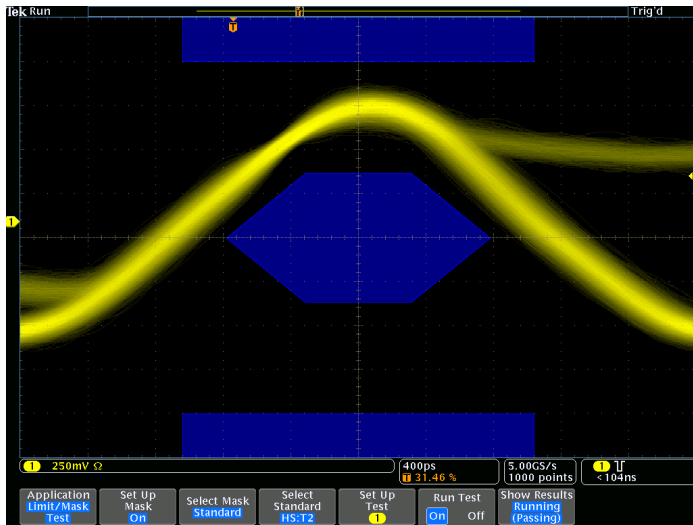 Tek Run Trig'd
T
T
1
1 250mV Ω
400ps
T 31.46 %
5.00GS/s
1000 points
1
<104ns
Application
Limit/Mask
Test
Set Up
Mask
On
Select Mask
Standard
Select
Standard
HS:T2
Set Up
Test
1
Run Test
On Off
Show Results
Running
(Passing)